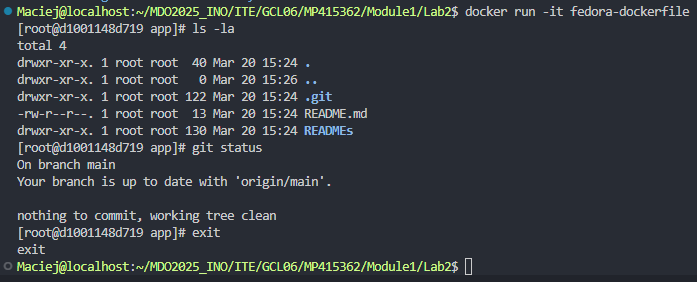 Maciej@localhost:~/MDO2025_INO/ITE/GCL06/MP415362/Module1/Lab2$ docker run -it fedora-dockerfile
[root@d1001148d719 app]# ls -la
total 4
drwxr-xr-x. 1 root root  40 Mar 20 15:24 .
drwxr-xr-x. 1 root root   0 Mar 20 15:26 ..
drwxr-xr-x. 1 root root 122 Mar 20 15:24 .git
-rw-r--r--. 1 root root  13 Mar 20 15:24 README.md
drwxr-xr-x. 1 root root 130 Mar 20 15:24 READMEs
[root@d1001148d719 app]# git status
On branch main
Your branch is up to date with 'origin/main'.

nothing to commit, working tree clean
[root@d1001148d719 app]# exit
exit
Maciej@localhost:~/MDO2025_INO/ITE/GCL06/MP415362/Module1/Lab2$